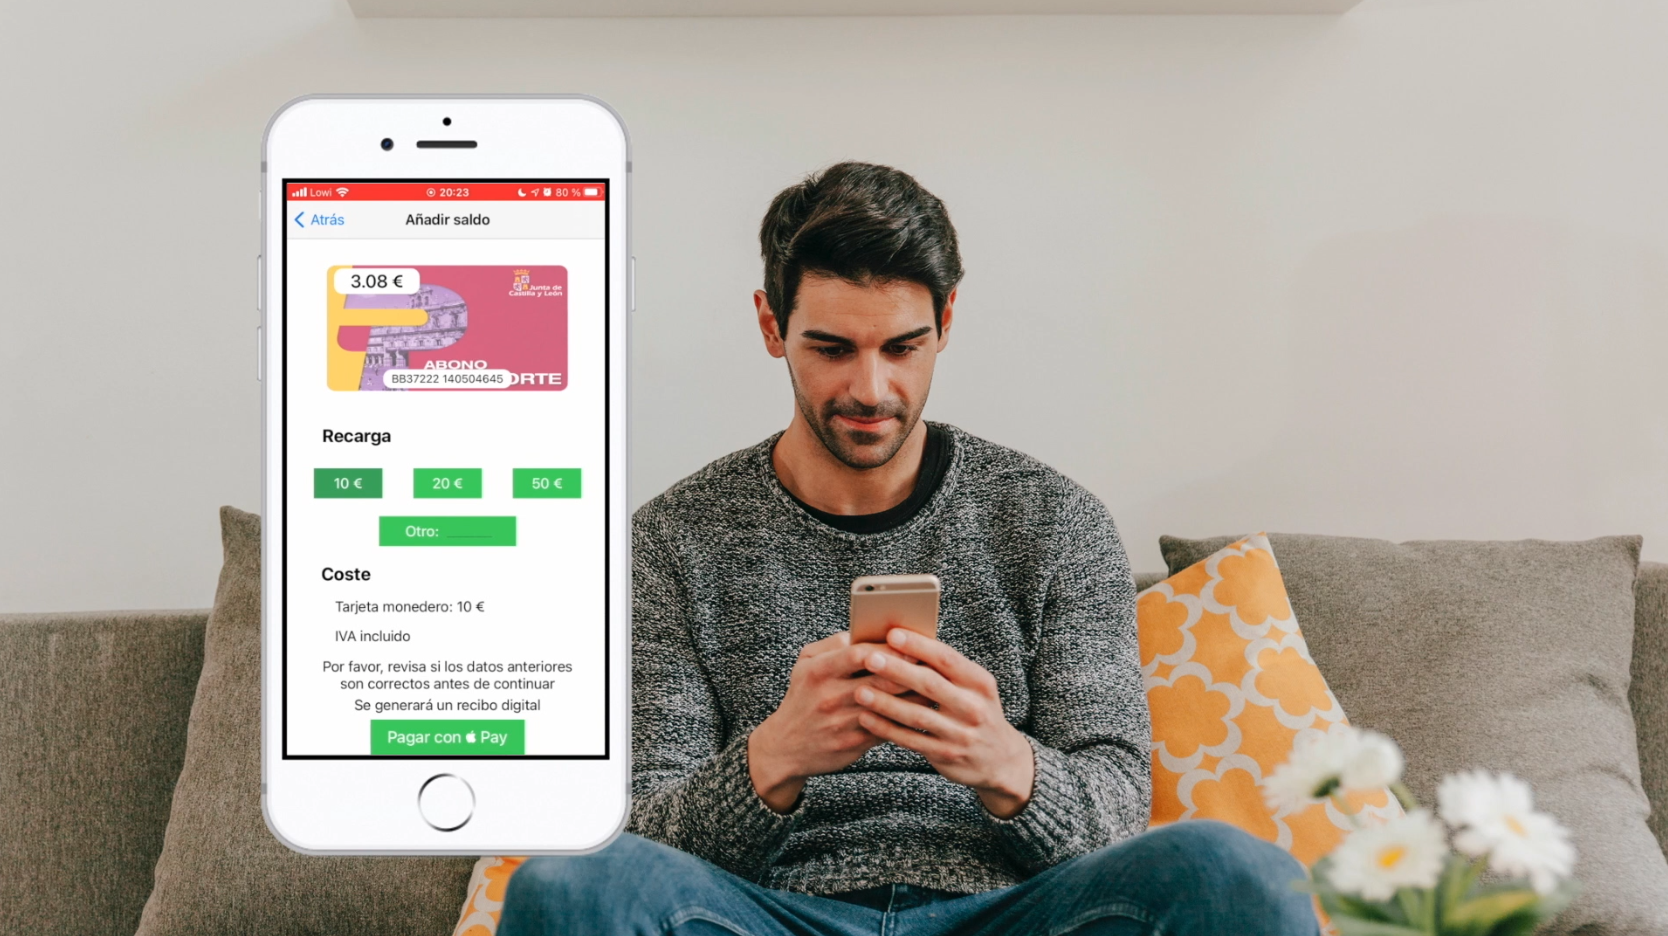 Lowi 20:23 80 %
Atrás Añadir saldo
3.08 €
Junta de
Castilla y León
ABONO
BB37222 140504645 ORTE
Recarga
10 € 20 € 50 €
Otro:
Coste
Tarjeta monedero: 10 €
IVA incluido
Por favor, revisa si los datos anteriores
son correctos antes de continuar
Se generará un recibo digital
Pagar con Pay